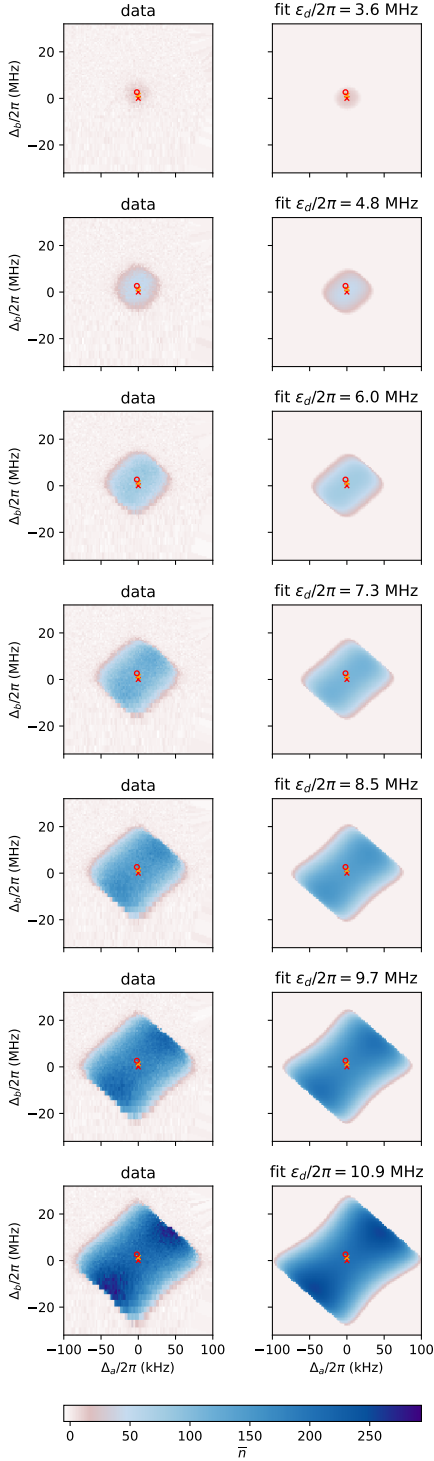 data fit ε_d/2π = 3.6 MHz
Δ_b/2π (MHz)
20
0
−20
data fit ε_d/2π = 4.8 MHz
Δ_b/2π (MHz)
20
0
−20
data fit ε_d/2π = 6.0 MHz
Δ_b/2π (MHz)
20
0
−20
data fit ε_d/2π = 7.3 MHz
Δ_b/2π (MHz)
20
0
−20
data fit ε_d/2π = 8.5 MHz
Δ_b/2π (MHz)
20
0
−20
data fit ε_d/2π = 9.7 MHz
Δ_b/2π (MHz)
20
0
−20
data fit ε_d/2π = 10.9 MHz
Δ_b/2π (MHz)
20
0
−20
−100 −50 0 50 100 −100 −50 0 50 100
Δ_a/2π (kHz) Δ_a/2π (kHz)
0 50 100 150 200 250
n̅